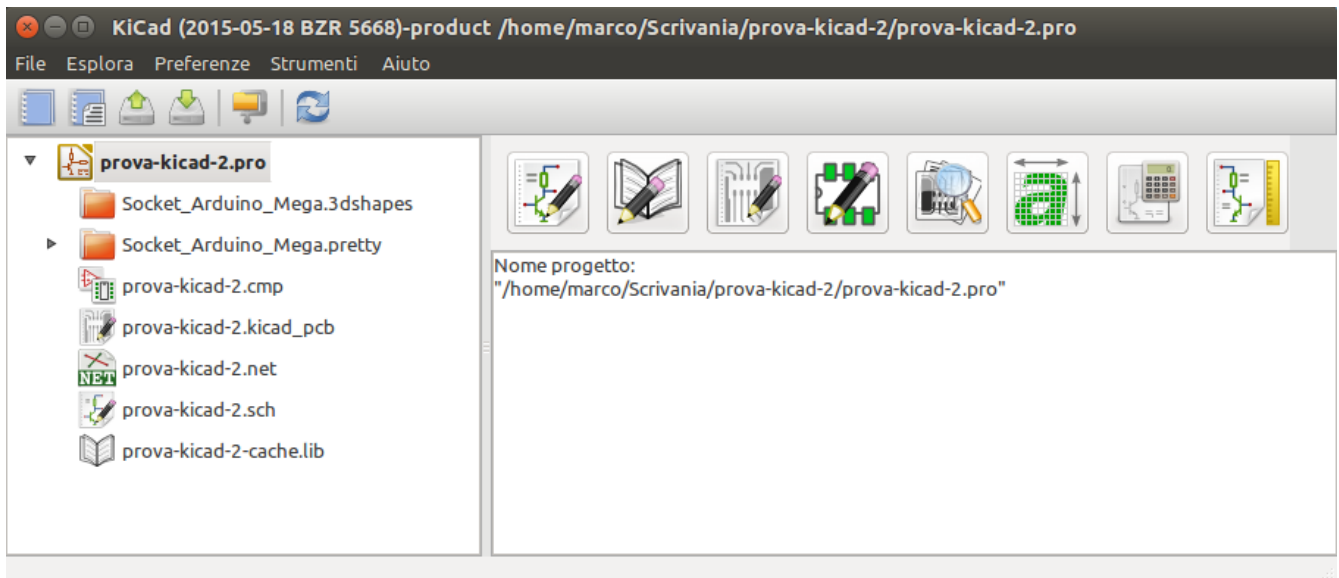 KiCad (2015-05-18 BZR 5668)-product /home/marco/Scrivania/prova-kicad-2/prova-kicad-2.pro
File Esplora Preferenze Strumenti Aiuto
prova-kicad-2.pro
Socket_Arduino_Mega.3dshapes
Socket_Arduino_Mega.pretty
prova-kicad-2.cmp
prova-kicad-2.kicad_pcb
NET
prova-kicad-2.net
prova-kicad-2.sch
prova-kicad-2-cache.lib
a
Nome progetto:
"/home/marco/Scrivania/prova-kicad-2/prova-kicad-2.pro"